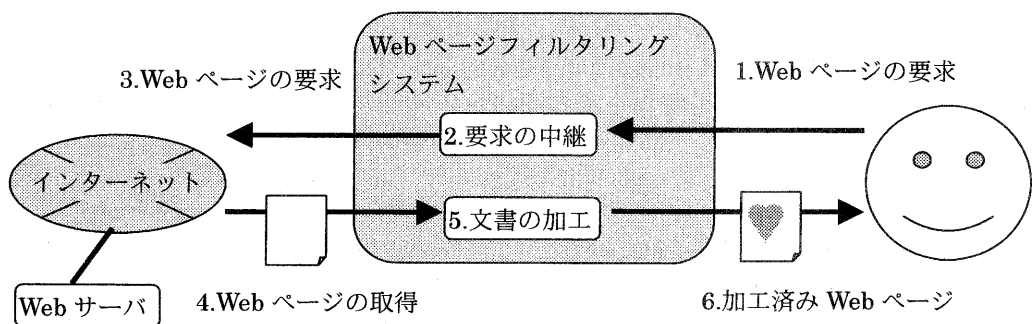 Web ページフィルタリング
システム
3.Web ページの要求
1.Web ページの要求
2.要求の中継
インターネット
5.文書の加工
Web サーバ
4.Web ページの取得
6.加工済み Web ページ